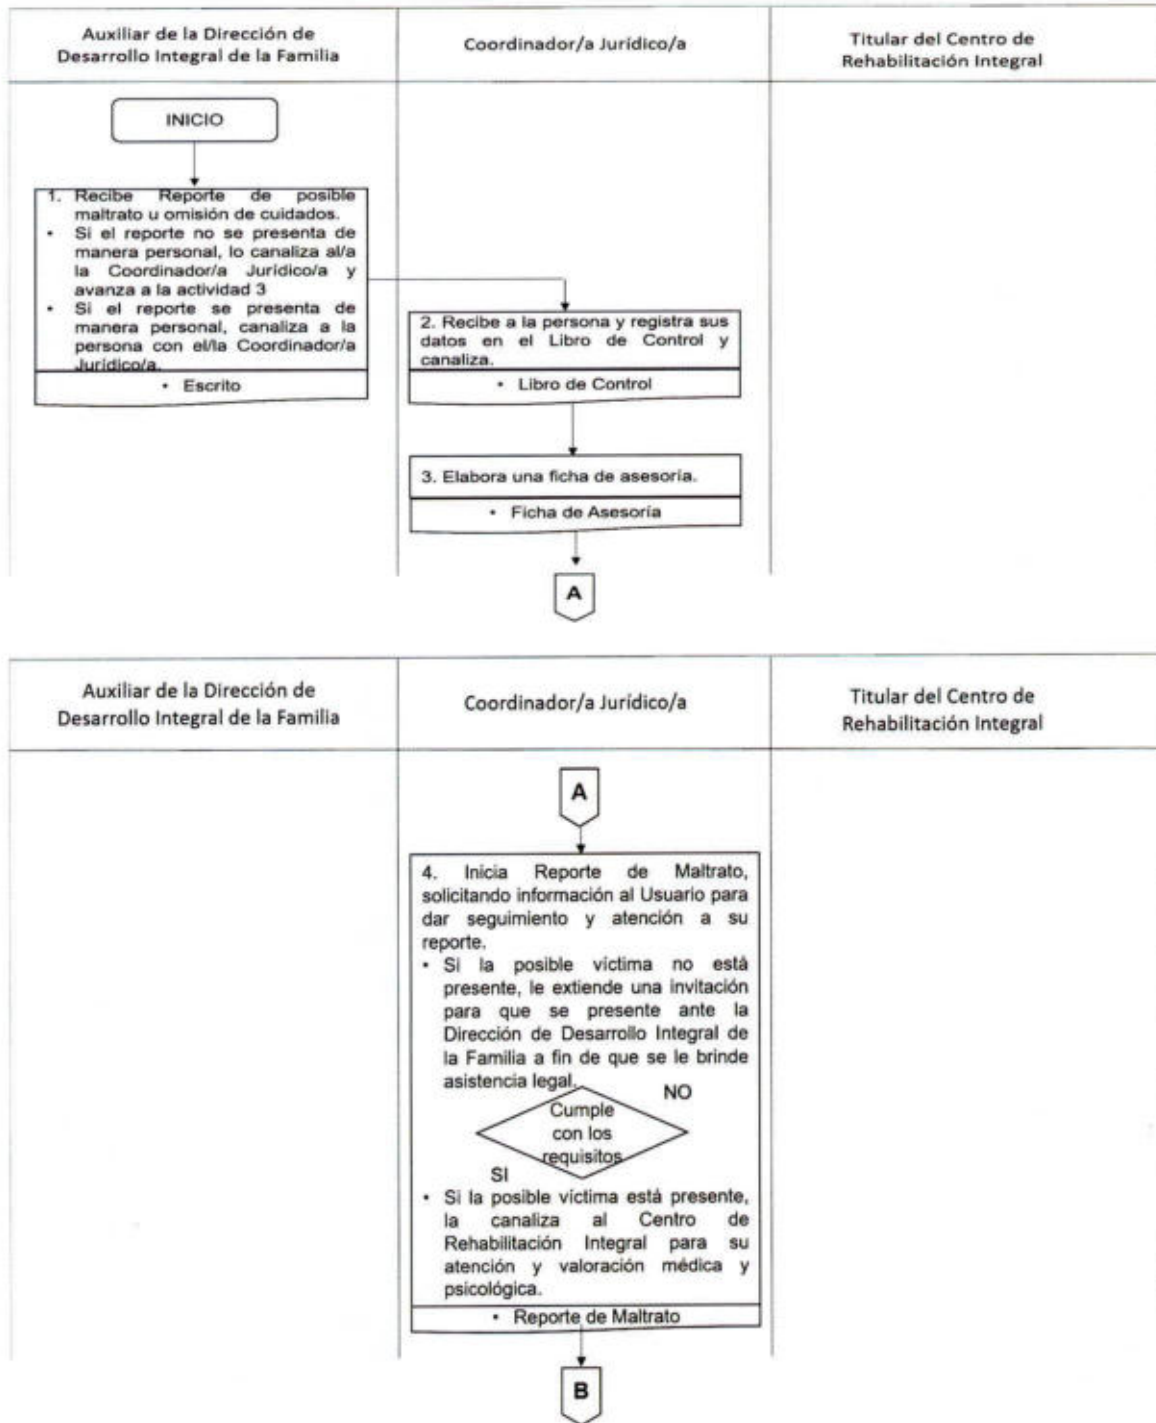 Auxiliar de la Dirección de
Desarrollo Integral de la Familia
Coordinador/a Jurídico/a
Titular del Centro de
Rehabilitación Integral
INICIO
1. Recibe Reporte de posible
maltrato u omisión de cuidados.
• Si el reporte no se presenta de
manera personal, lo canaliza al/a
la Coordinador/a Jurídico/a y
avanza a la actividad 3
• Si el reporte se presenta de
manera personal, canaliza a la
persona con el/la Coordinador/a
Jurídico/a.
• Escrito
2. Recibe a la persona y registra sus
datos en el Libro de Control y
canaliza.
• Libro de Control
3. Elabora una ficha de asesoría.
• Ficha de Asesoría
A
Auxiliar de la Dirección de
Desarrollo Integral de la Familia
Coordinador/a Jurídico/a
Titular del Centro de
Rehabilitación Integral
A
4. Inicia Reporte de Maltrato,
solicitando información al Usuario para
dar seguimiento y atención a su
reporte.
• Si la posible víctima no está
presente, le extiende una invitación
para que se presente ante la
Dirección de Desarrollo Integral de
la Familia a fin de que se le brinde
asistencia legal.
NO
Cumple
con los
requisitos
SI
• Si la posible víctima está presente,
la canaliza al Centro de
Rehabilitación Integral para su
atención y valoración médica y
psicológica.
• Reporte de Maltrato
B